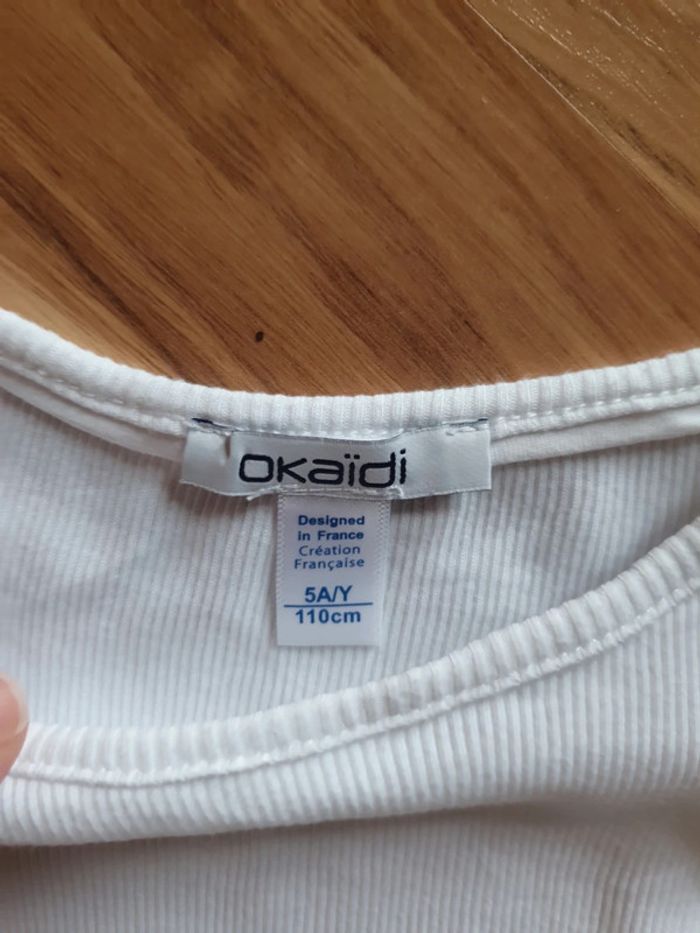 okaïdi
Designed
in France
Création
Française
5A/Y
110cm